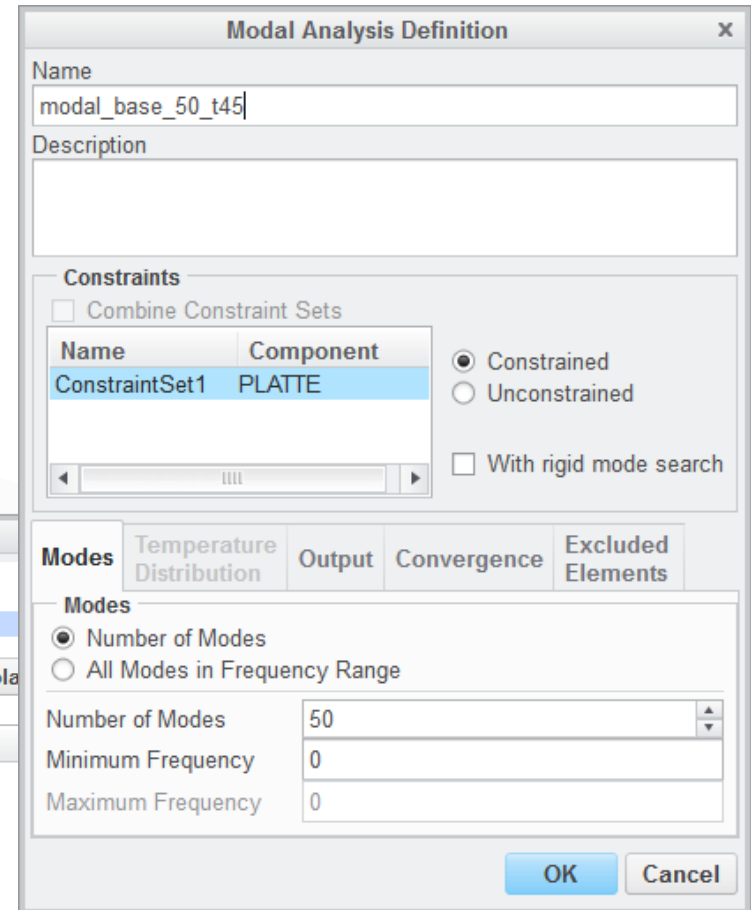 Modal Analysis Definition x
Name
modal_base_50_t45
Description
Constraints
Combine Constraint Sets
Name Component
ConstraintSet1 PLATTE
Constrained
Unconstrained
With rigid mode search
Modes Temperature Distribution Output Convergence Excluded Elements
Modes
Number of Modes
All Modes in Frequency Range
Number of Modes 50
Minimum Frequency 0
Maximum Frequency 0
OK Cancel